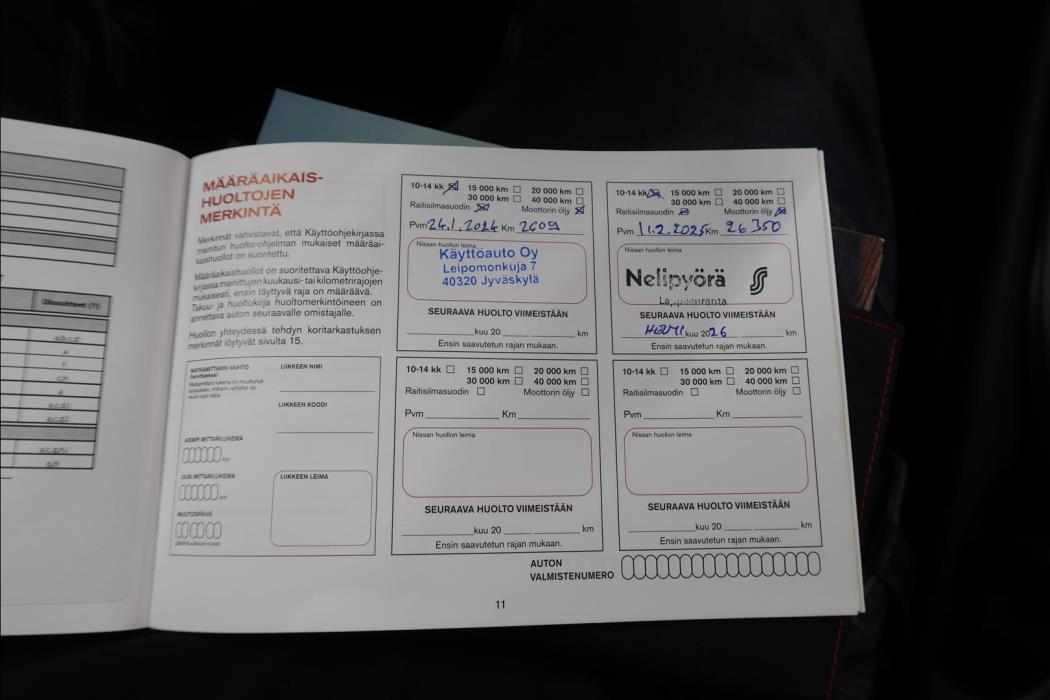 MÄÄRÄAIKAIS-
HUOLTOJEN
MERKINTÄ
Merkinnät vahvistavat, että Käyttöohjekirjassa
mainitun huolto-ohjelman mukaiset määräai-
kaishuollot on suoritettu.
Määräaikaishuollot on suoritettava Käyttöohje-
kirjassa mainittujen kuukausi- tai kilometrirajojen
mukaisesti, ensin täyttyvä raja on määräävä.
Takuu- ja huoltokirja huoltomerkintöineen on
annettava auton seuraavalle omistajalle.
Huollon yhteydessä tehdyn koritarkastuksen
merkinnät löytyvät sivulta 15.
MATKAMITTARIN VAIHTO
(tarvittaessa)
AIEMPI MITTARILUKEMA
km
UUSI MITTARILUKEMA
km
MUUTOSPÄIVÄ
LIIKKEEN NIMI
LIIKKEEN KOODI
LIIKKEEN LEIMA
10-14 kk 15 000 km 20 000 km
30 000 km 40 000 km
Raitisilmasuodin Moottorin öljy
Pvm 24.1.2024 Km
Nissan huollon leima
Käyttöauto Oy
Leipomonkuja 7
40320 Jyväskylä
SEURAAVA HUOLTO VIIMEISTÄÄN
kuu 20 km
Ensin saavutetun rajan mukaan.
10-14 kk 15 000 km 20 000 km
30 000 km 40 000 km
Raitisilmasuodin Moottorin öljy
Pvm 11.2.2025 Km 26350
Nissan huollon leima
Nelipyörä
Lappeenranta
SEURAAVA HUOLTO VIIMEISTÄÄN
HELMI kuu 2026 km
Ensin saavutetun rajan mukaan.
10-14 kk 15 000 km 20 000 km
30 000 km 40 000 km
Raitisilmasuodin Moottorin öljy
Pvm Km
Nissan huollon leima
SEURAAVA HUOLTO VIIMEISTÄÄN
kuu 20 km
Ensin saavutetun rajan mukaan.
10-14 kk 15 000 km 20 000 km
30 000 km 40 000 km
Raitisilmasuodin Moottorin öljy
Pvm Km
Nissan huollon leima
SEURAAVA HUOLTO VIIMEISTÄÄN
kuu 20 km
Ensin saavutetun rajan mukaan.
AUTON
VALMISTENUMERO
11